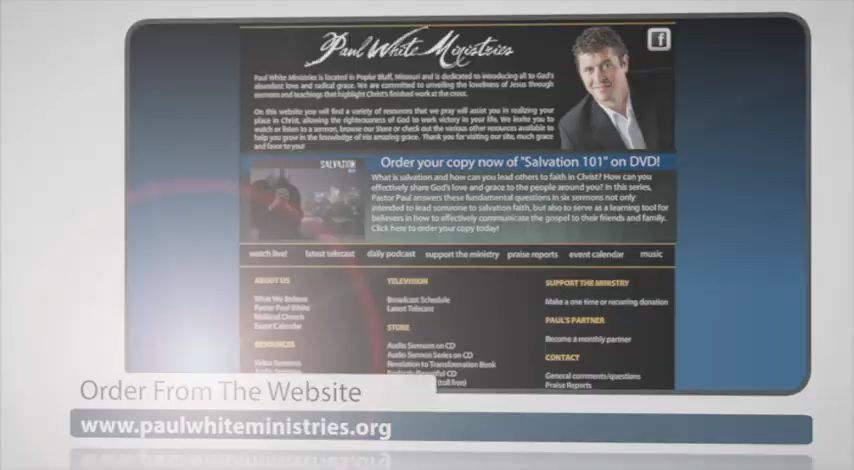 Paul White Ministries
f
Paul White Ministries is located in Poplar Bluff, Missouri and is dedicated to introducing all to God's
abundant love and radical grace. We are committed to unveiling the loveliness of Jesus through
sermons and teachings that highlight Christ's finished work at the cross.
On this website you will find a variety of resources that we pray will assist you in realizing your
place in Christ, allowing the righteousness of God to work victory in your life. We invite you to
watch or listen to a sermon, browse our Store or check out the various other resources available to
help you grow in the knowledge of His amazing grace. Thank you for visiting our site, much grace
and favor to you!
SALVATION
Order your copy now of "Salvation 101" on DVD!
What is salvation and how can you lead others to faith in Christ? How can you
effectively share God's love and grace to the people around you? In this series,
Pastor Paul answers these fundamental questions in six sermons not only
intended to lead someone to salvation faith, but also to serve as a learning tool for
believers in how to effectively communicate the gospel to their friends and family.
Click here to order your copy today!
watch live! latest telecast daily podcast support the ministry praise reports event calendar music
ABOUT US
What We Believe
Pastor Paul White
Midland Church
Event Calendar
RESOURCES
Video Sermons
TELEVISION
Broadcast Schedule
Latest Telecast
STORE
Audio Sermons on CD
Audio Sermon Series on CD
Revelation to Transformation Book
Perfectly Beautiful CD
(toll free)
SUPPORT THE MINISTRY
Make a one time or recurring donation
PAUL'S PARTNER
Become a monthly partner
CONTACT
General comments/questions
Praise Reports
Order From The Website
www.paulwhiteministries.org